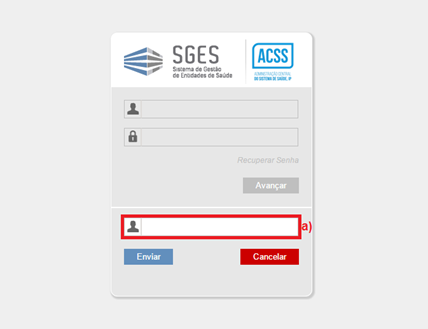 SGES
Sistema de Gestão
de Entidades de Saúde
ACSS
ADMINISTRAÇÃO CENTRAL
DO SISTEMA DE SAÚDE, IP
Recuperar Senha
Avançar
a)
Enviar
Cancelar